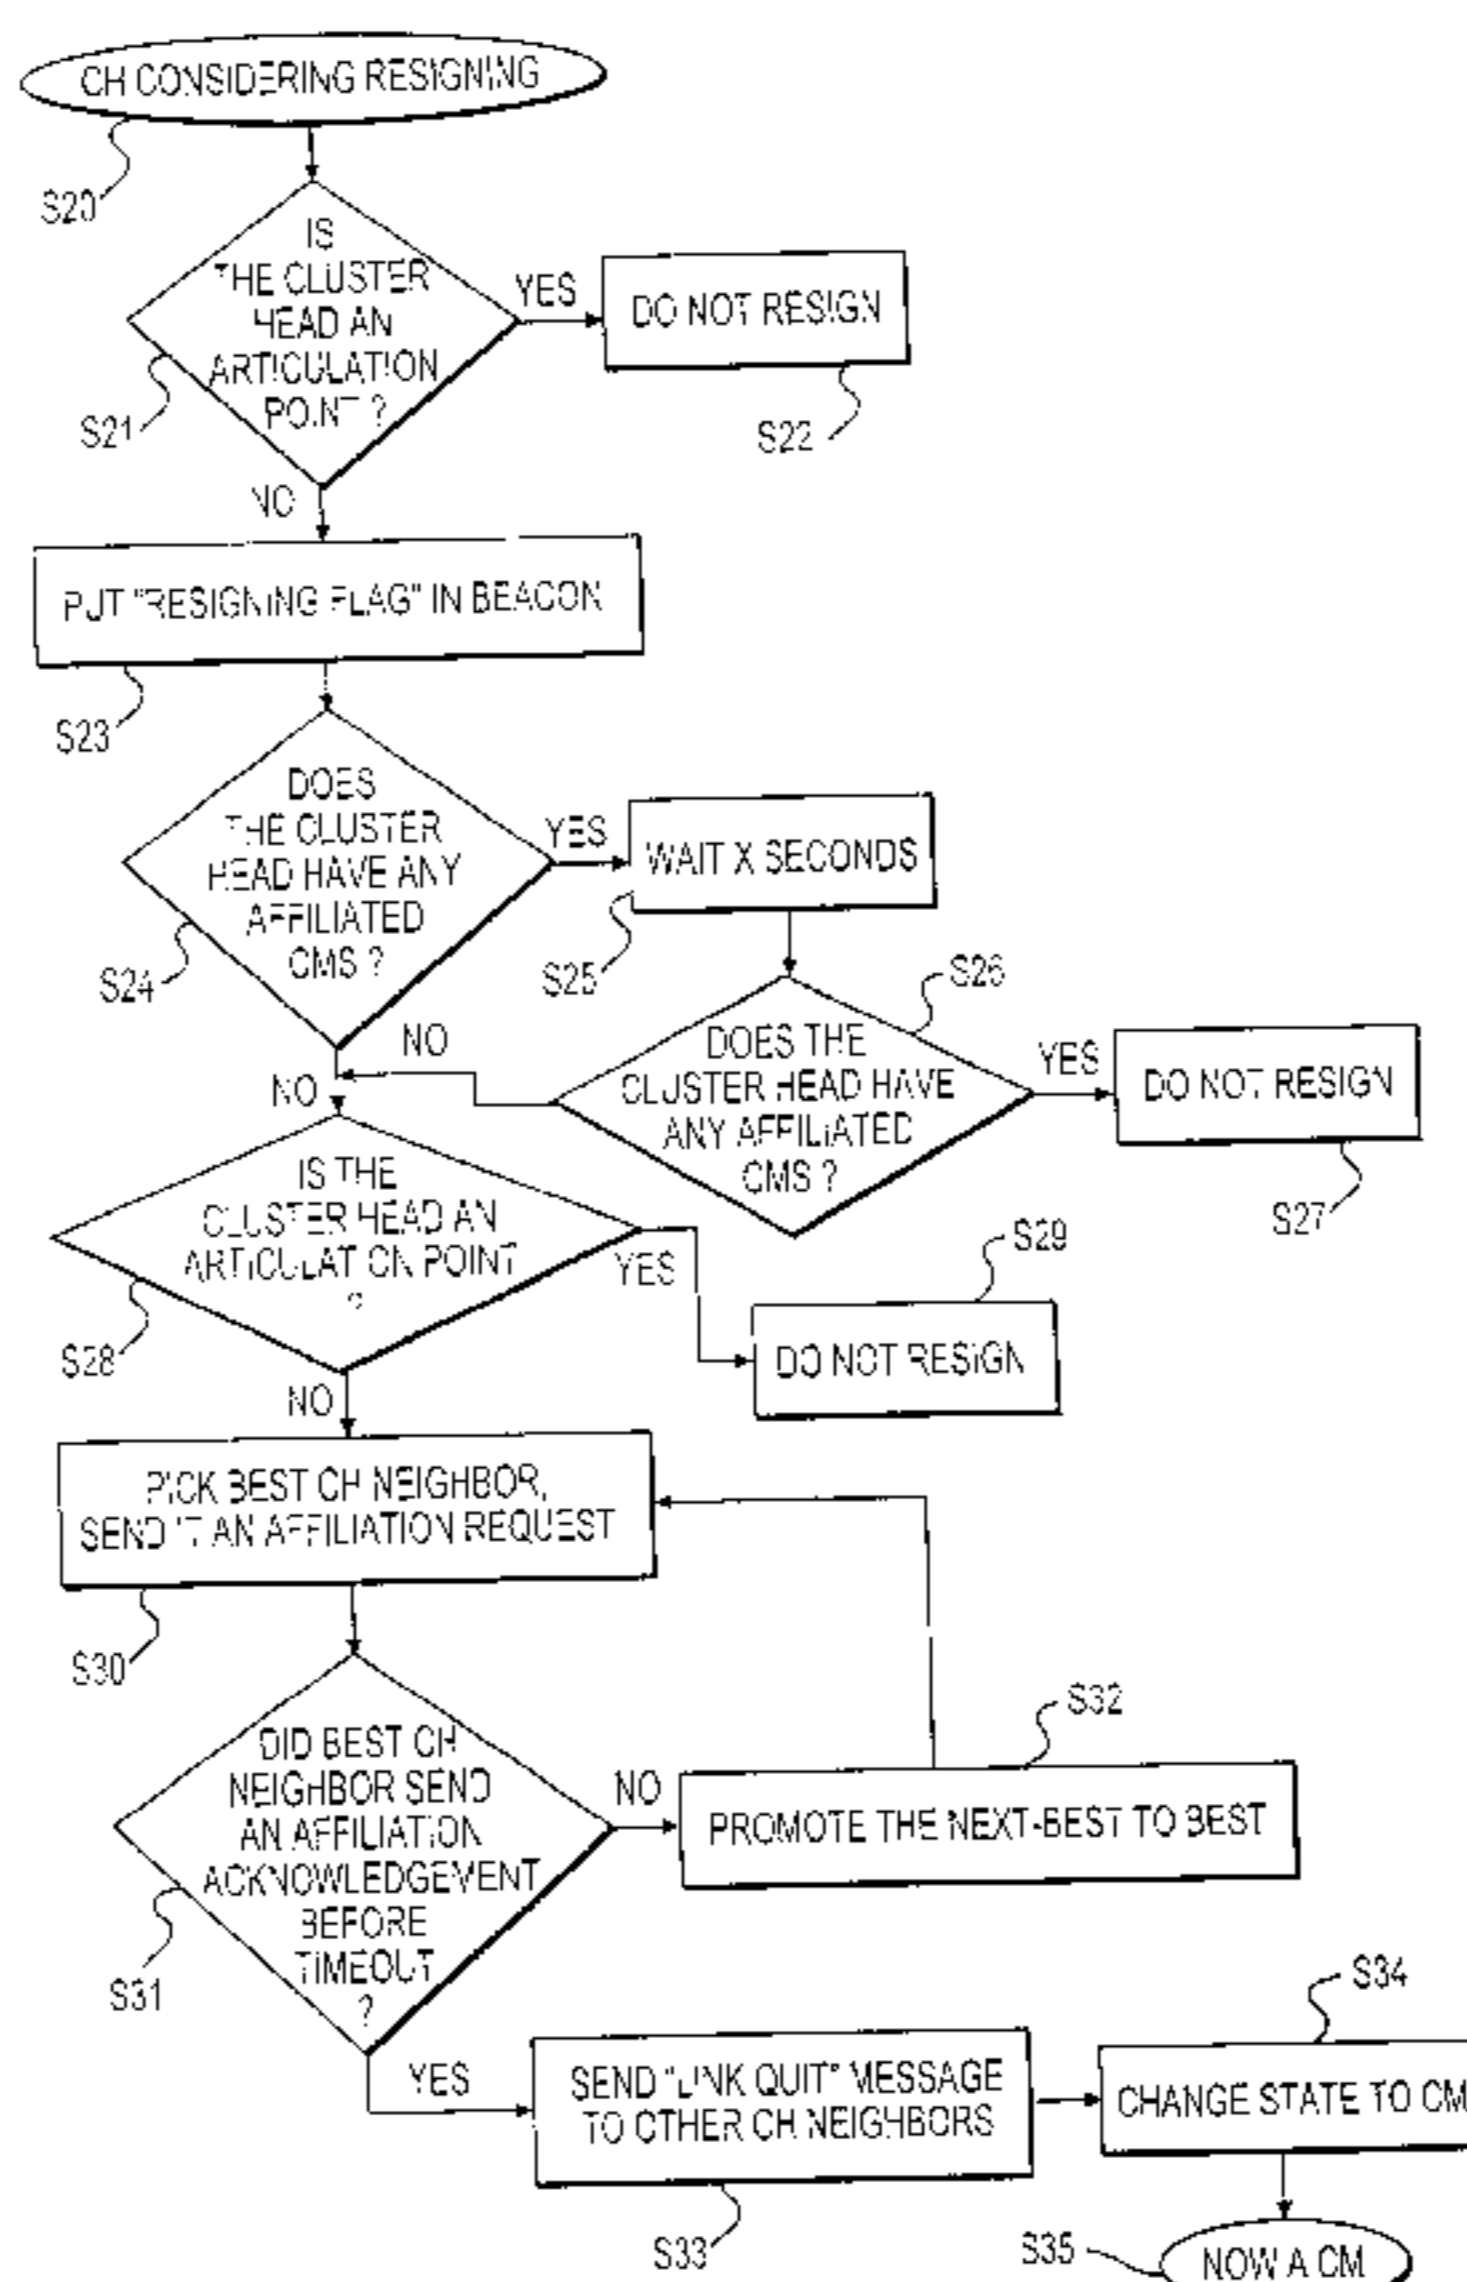 CH CONSIDERING RESIGNING
S20
IS
THE CLUSTER
HEAD AN
ARTICULATION
POINT ?
S21
YES
DO NOT RESIGN
S22
NO
PUT "RESIGNING FLAG" IN BEACON
S23
DOES
THE CLUSTER
HEAD HAVE ANY
AFFILIATED
CMS ?
S24
YES
WAIT X SECONDS
S25
S26
DOES THE
CLUSTER HEAD HAVE
ANY AFFILIATED
CMS ?
NO
YES
DO NOT RESIGN
S27
NO
IS THE
CLUSTER HEAD AN
ARTICULATION POINT
?
S28
YES
S29
DO NOT RESIGN
NO
PICK BEST CH NEIGHBOR,
SEND IT AN AFFILIATION REQUEST
S30
DID BEST CH
NEIGHBOR SEND
AN AFFILIATION
ACKNOWLEDGEMENT
BEFORE
TIMEOUT
?
S31
NO
S32
PROMOTE THE NEXT-BEST TO BEST
YES
SEND "LINK QUIT" MESSAGE
TO OTHER CH NEIGHBORS
S33
S34
CHANGE STATE TO CM
S35
NOW A CM